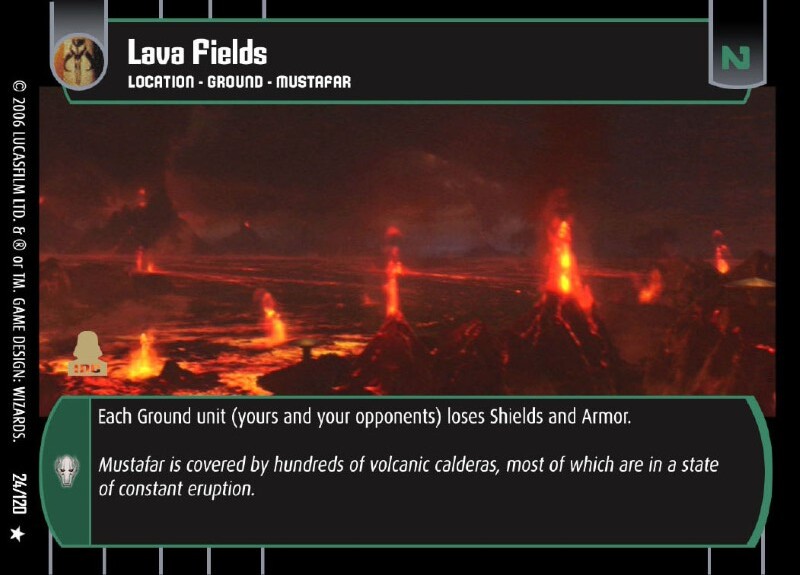 Lava Fields
LOCATION - GROUND - MUSTAFAR
N
© 2006 LUCASFILM LTD. & ® or TM. GAME DESIGN: WIZARDS. 24/120
IDL
Each Ground unit (yours and your opponents) loses Shields and Armor.
Mustafar is covered by hundreds of volcanic calderas, most of which are in a state
of constant eruption.